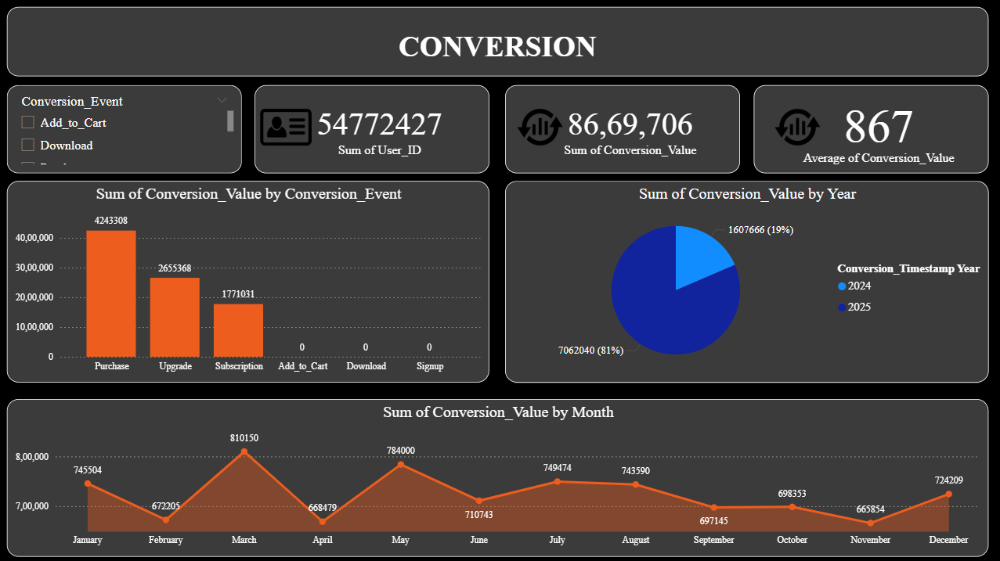 CONVERSION
Conversion_Event
Add_to_Cart
Download
54772427
Sum of User_ID
86,69,706
Sum of Conversion_Value
867
Average of Conversion_Value
Sum of Conversion_Value by Conversion_Event
40,00,000
30,00,000
20,00,000
10,00,000
0
4243308
2655368
1771031
0
0
0
Purchase
Upgrade
Subscription
Add_to_Cart
Download
Signup
Sum of Conversion_Value by Year
1607666 (19%)
7062040 (81%)
Conversion_Timestamp Year
2024
2025
Sum of Conversion_Value by Month
8,00,000
7,00,000
745504
672205
810150
668479
784000
710743
749474
743590
697145
698353
665854
724209
January
February
March
April
May
June
July
August
September
October
November
December